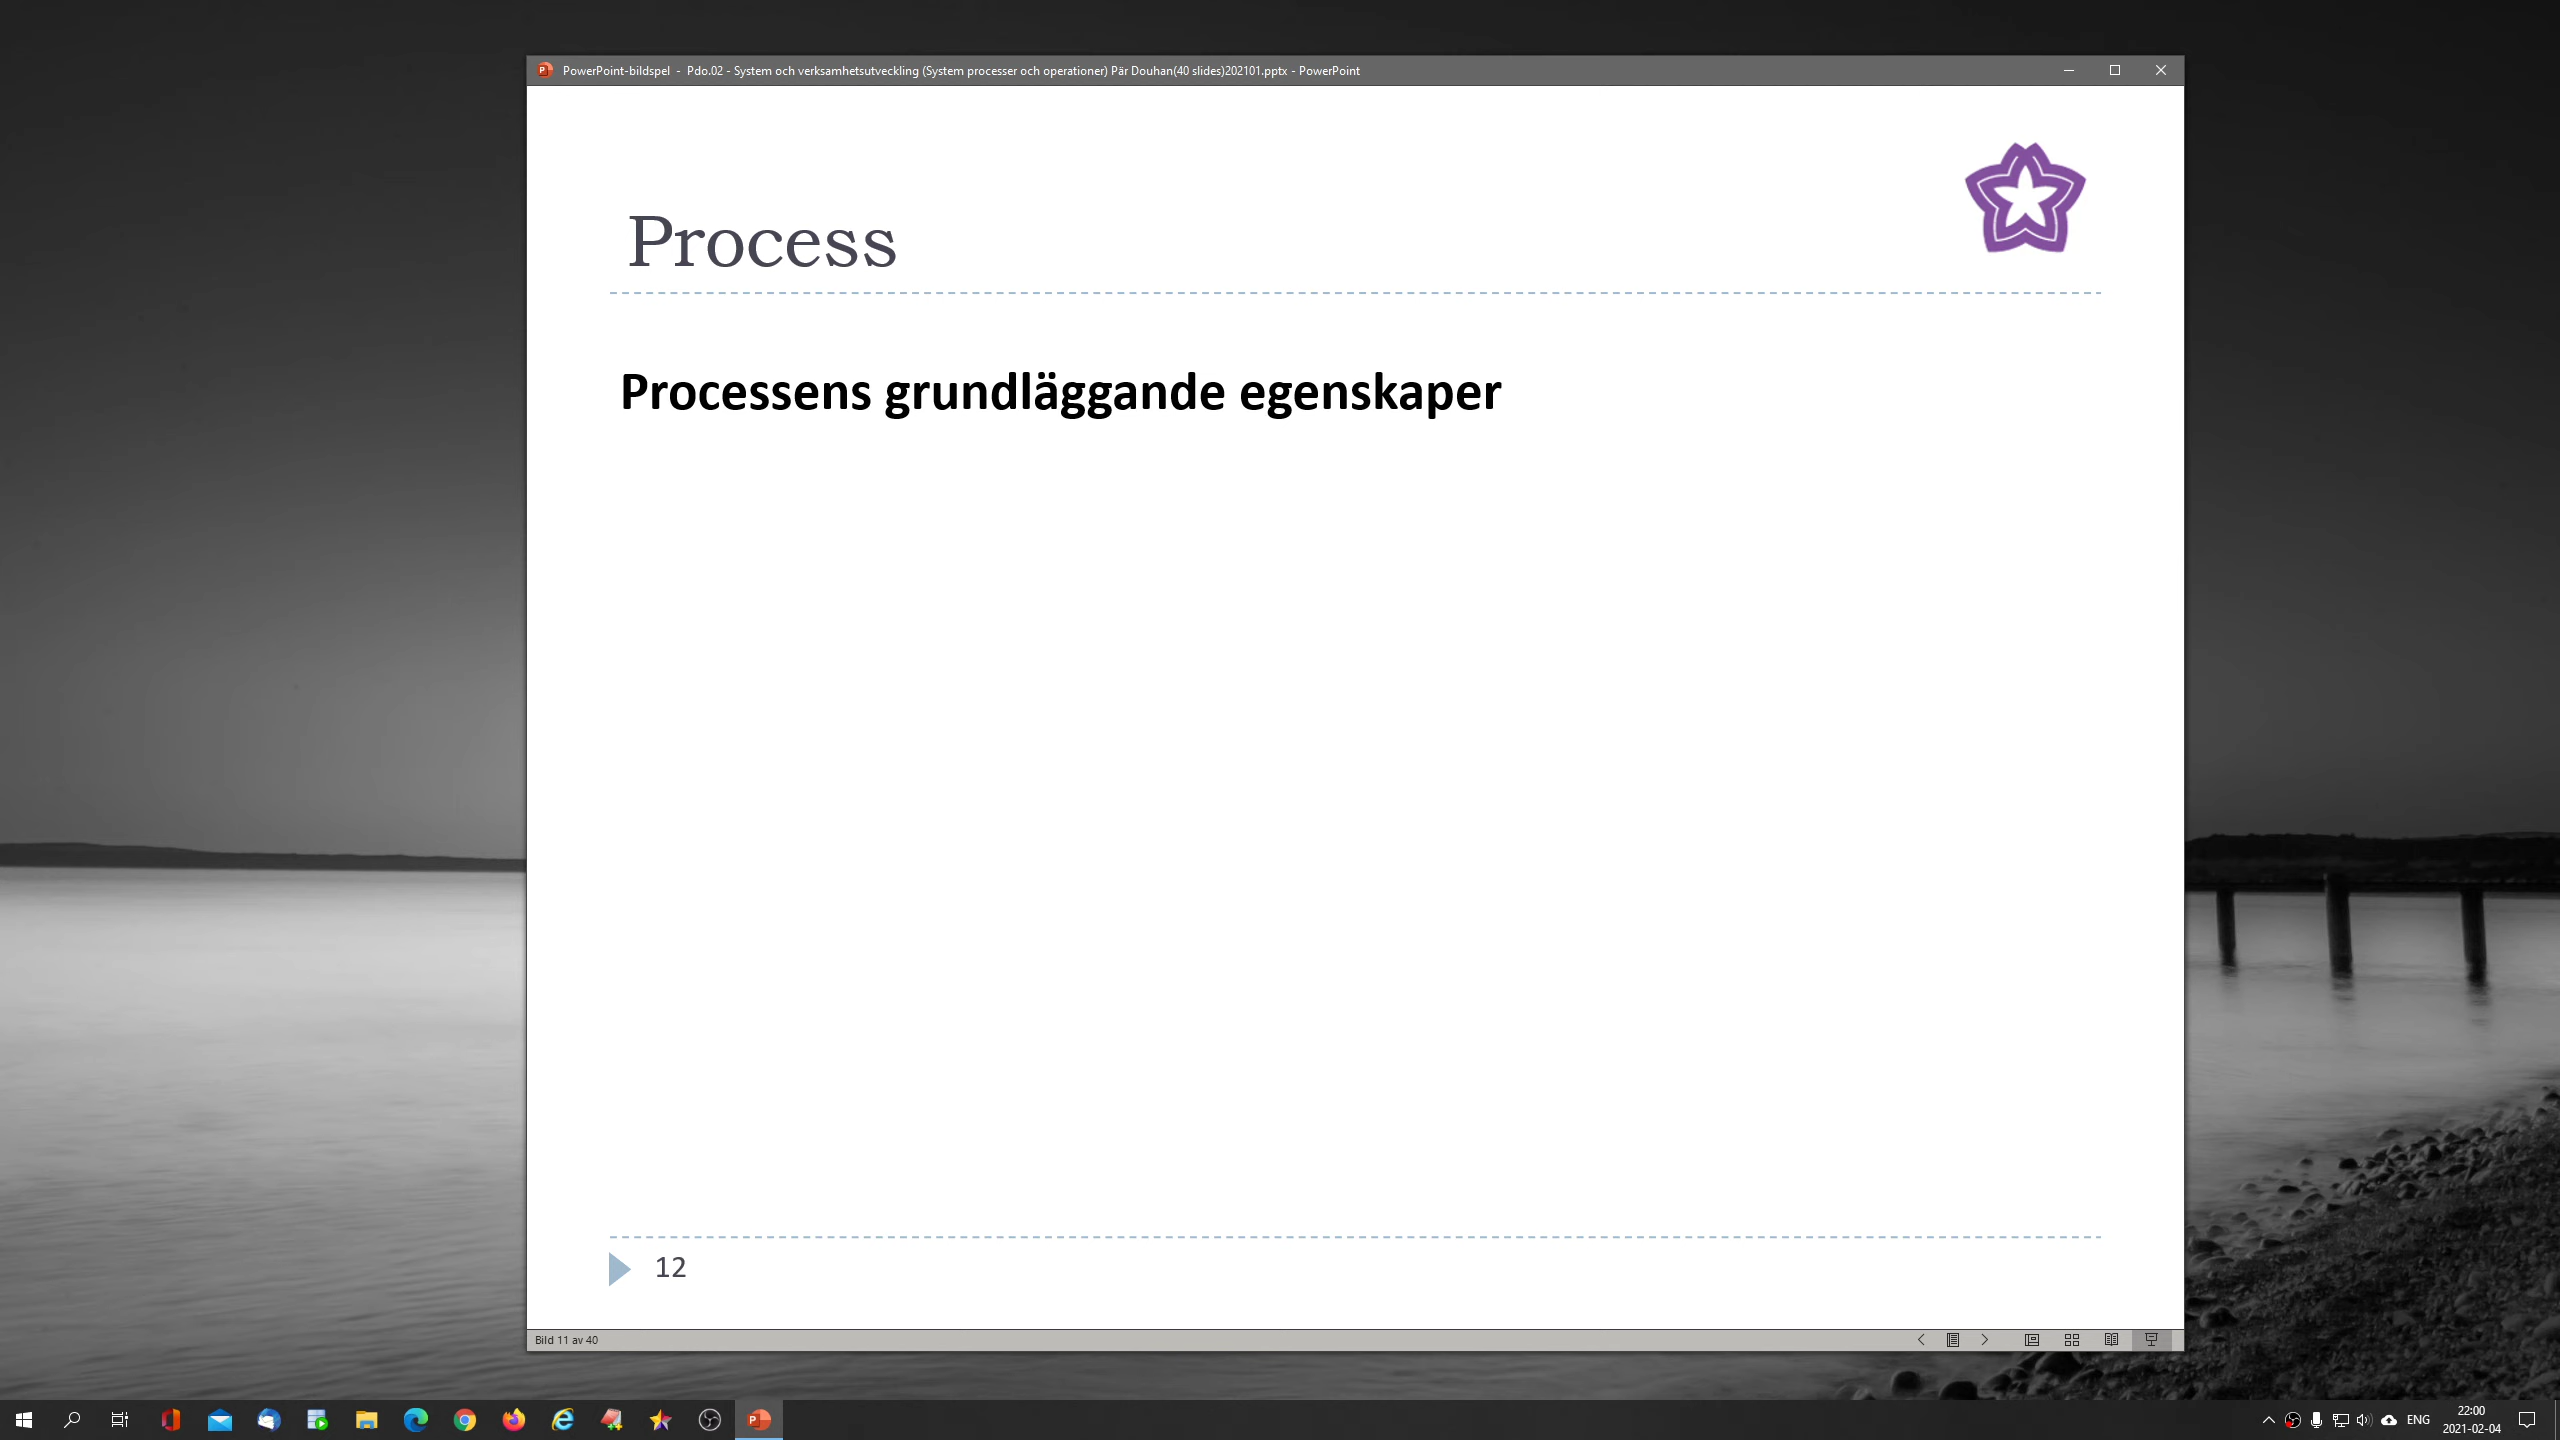 PowerPoint-bildspel - Pdo.02 - System och verksamhetsutveckling (System processer och operationer) Pär Douhan(40 slides)202101.pptx - PowerPoint
Process
Processens grundläggande egenskaper
12
Bild 11 av 40
ENG
22:00
2021-02-04